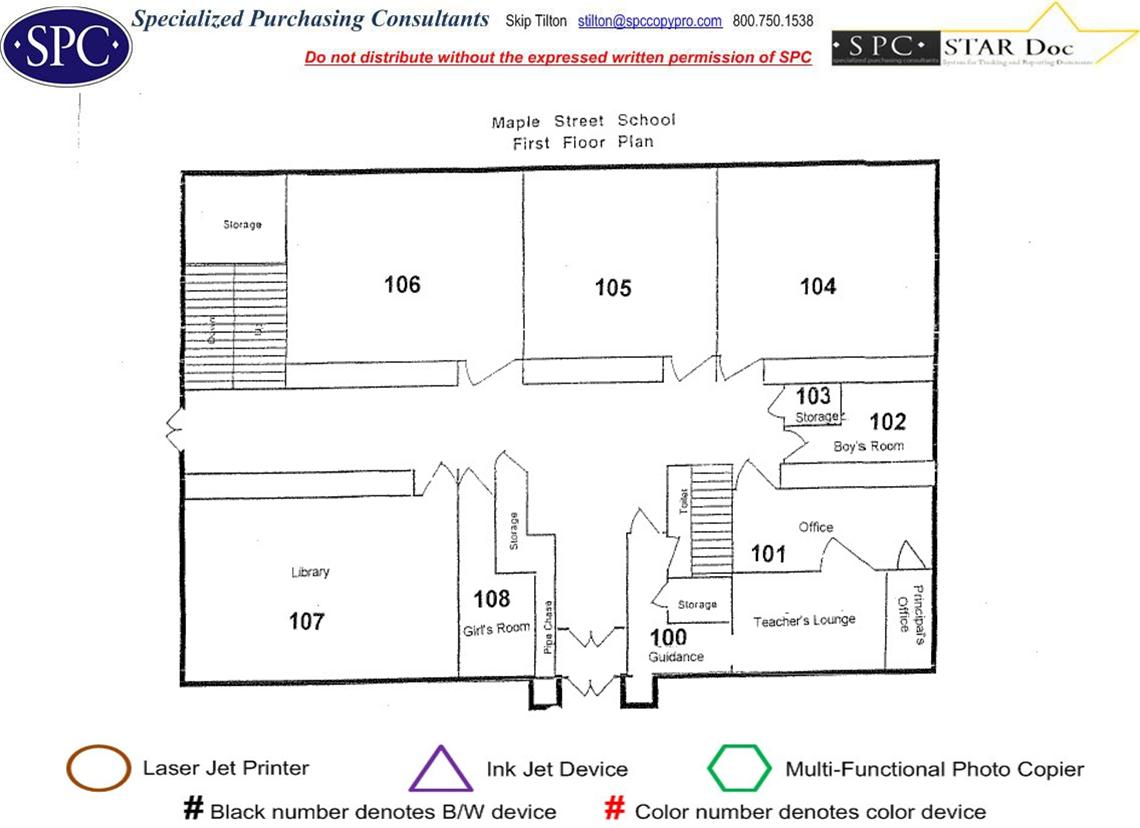 Specialized Purchasing Consultants Skip Tilton stilton@spccopypro.com 800.750.1538
·SPC·
Do not distribute without the expressed written permission of SPC
·SPC· STAR Doc
specialized purchasing consultants System for Tracking and Reporting Documents
Maple Street School
First Floor Plan
Storage
106
105
104
Down
Up
103
Storage
102
Boy's Room
Toilet
Storage
Office
101
Library
107
108
Girl's Room
Pipe Chase
Storage
100
Guidance
Teacher's Lounge
Principal's
Office
Laser Jet Printer
Ink Jet Device
Multi-Functional Photo Copier
# Black number denotes B/W device
# Color number denotes color device